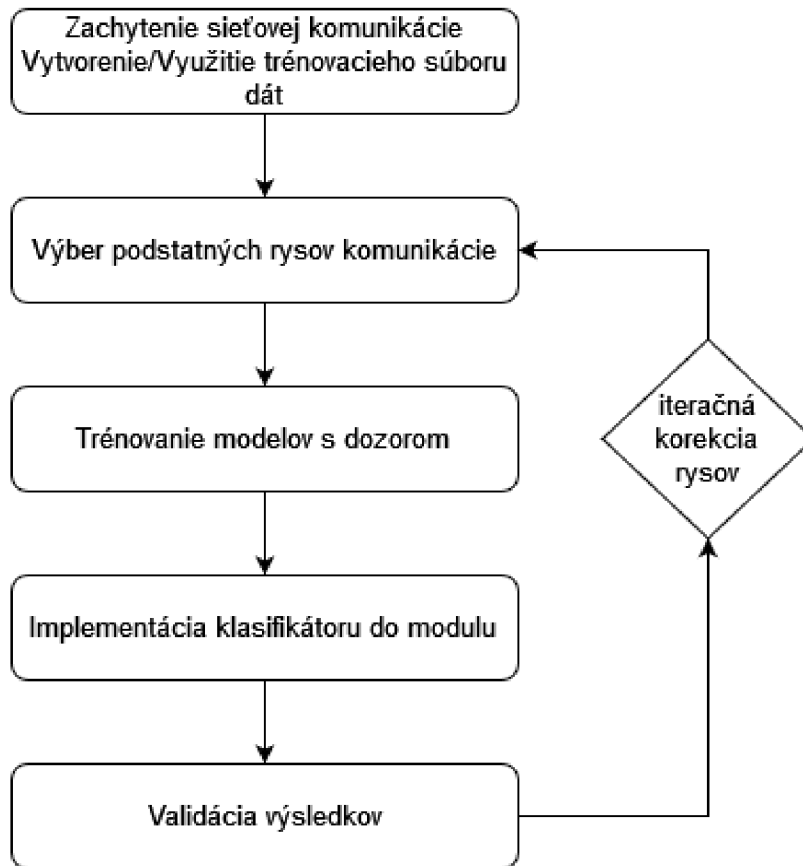 Zachytenie sieťovej komunikácie
Vytvorenie/Využitie trénovacieho súboru
dát
Výber podstatných rysov komunikácie
iteračná
korekcia
rysov
Trénovanie modelov s dozorom
Implementácia klasifikátoru do modulu
Validácia výsledkov